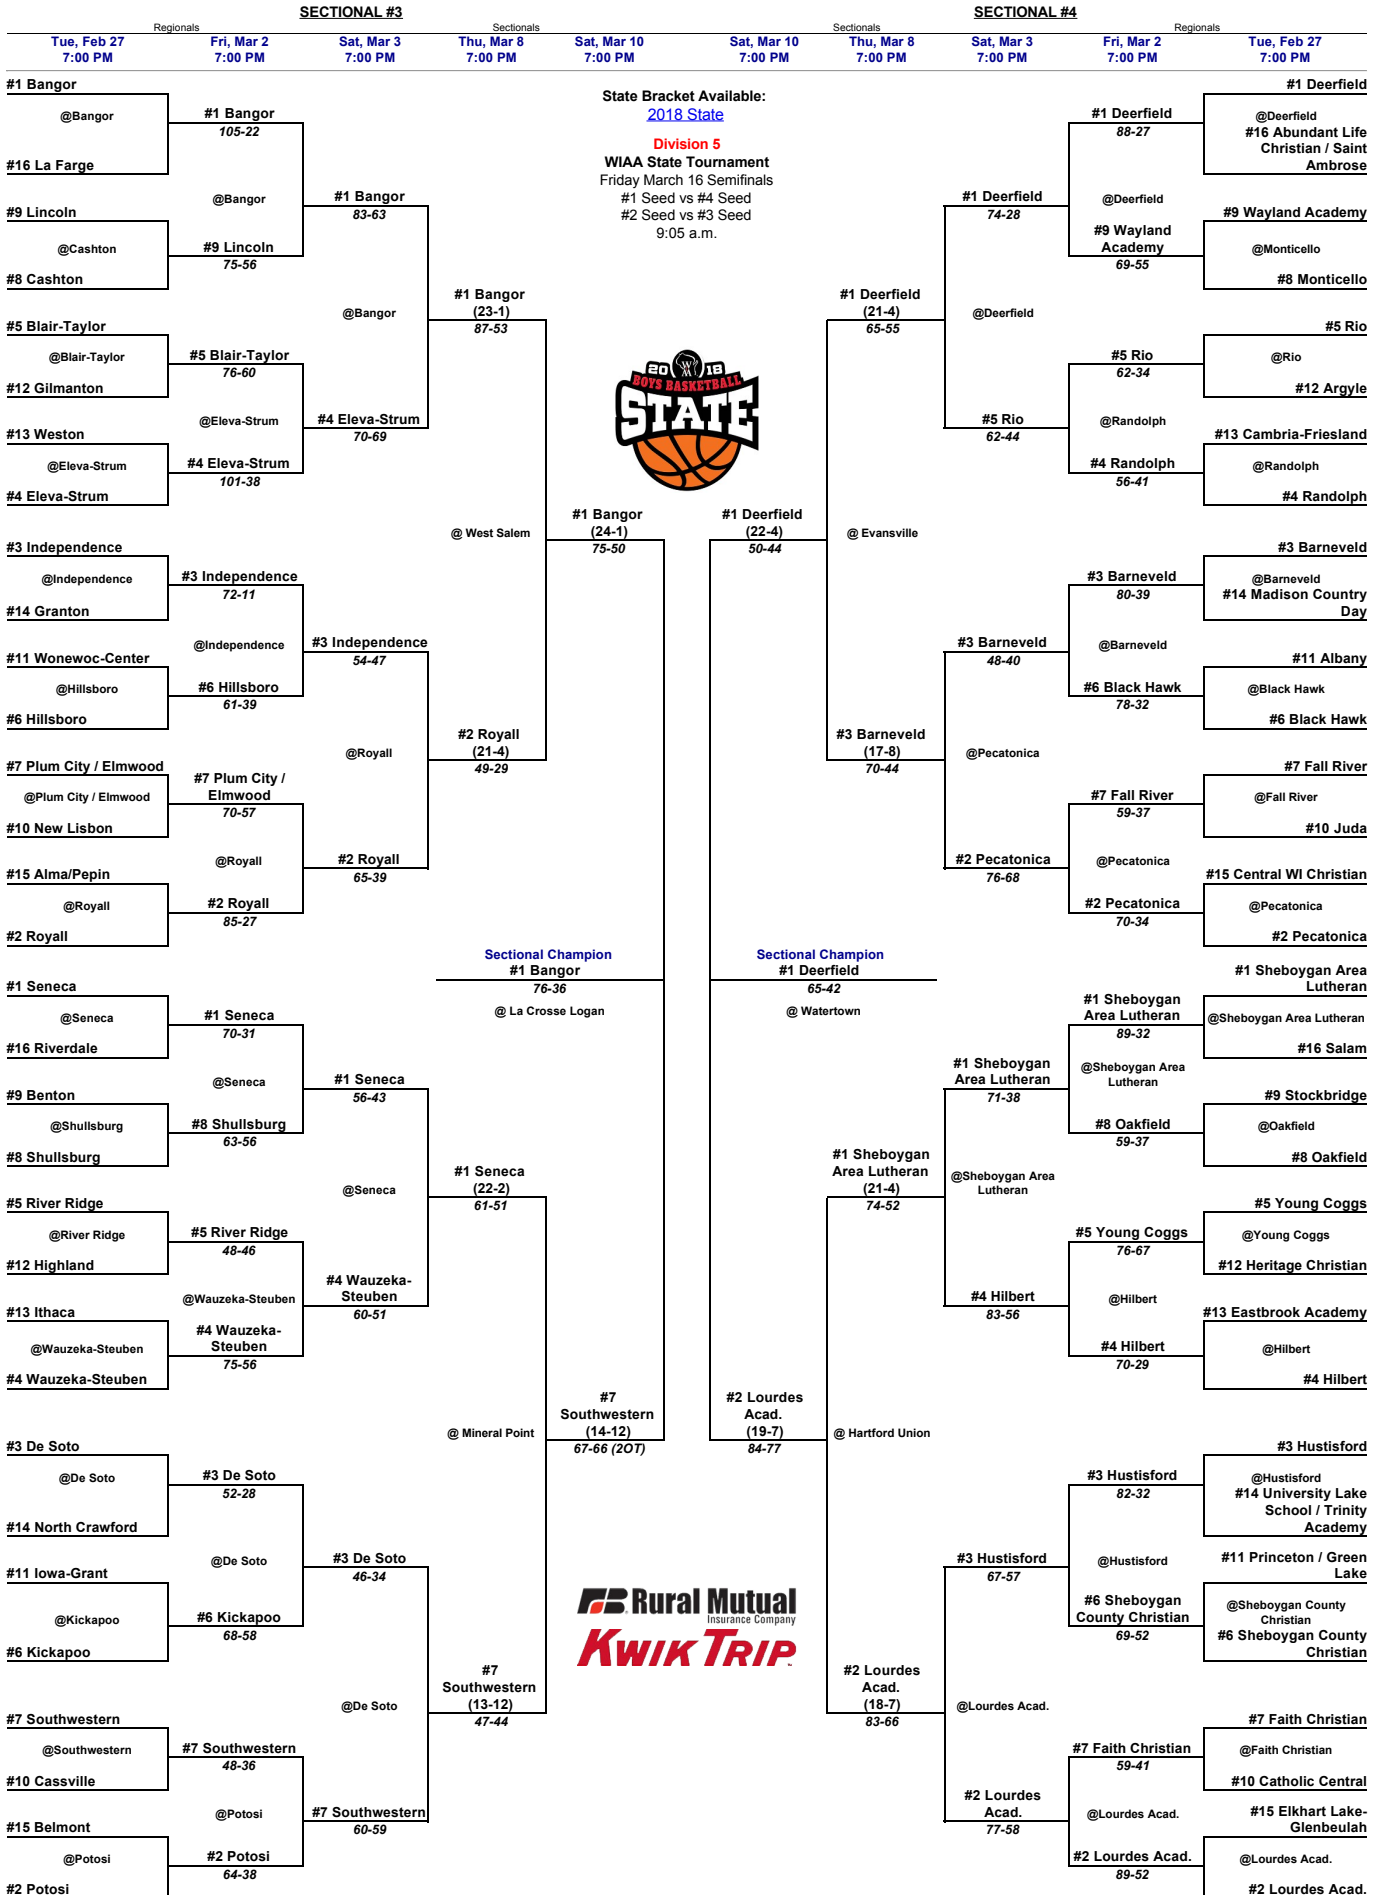 SECTIONAL #3
SECTIONAL #4
Regionals
Sectionals
Sectionals
Regionals
Tue, Feb 27
7:00 PM
Fri, Mar 2
7:00 PM
Sat, Mar 3
7:00 PM
Thu, Mar 8
7:00 PM
Sat, Mar 10
7:00 PM
Sat, Mar 10
7:00 PM
Thu, Mar 8
7:00 PM
Sat, Mar 3
7:00 PM
Fri, Mar 2
7:00 PM
Tue, Feb 27
7:00 PM
#1 Bangor
@Bangor
#16 La Farge
#9 Lincoln
@Cashton
#8 Cashton
#5 Blair-Taylor
@Blair-Taylor
#12 Gilmanton
#13 Weston
@Eleva-Strum
#4 Eleva-Strum
#3 Independence
@Independence
#14 Granton
#11 Wonewoc-Center
@Hillsboro
#6 Hillsboro
#7 Plum City / Elmwood
@Plum City / Elmwood
#10 New Lisbon
#15 Alma/Pepin
@Royall
#2 Royall
#1 Seneca
@Seneca
#16 Riverdale
#9 Benton
@Shullsburg
#8 Shullsburg
#5 River Ridge
@River Ridge
#12 Highland
#13 Ithaca
@Wauzeka-Steuben
#4 Wauzeka-Steuben
#3 De Soto
@De Soto
#14 North Crawford
#11 Iowa-Grant
@Kickapoo
#6 Kickapoo
#7 Southwestern
@Southwestern
#10 Cassville
#15 Belmont
@Potosi
#2 Potosi
#1 Bangor
105-22
@Bangor
#9 Lincoln
75-56
#5 Blair-Taylor
76-60
@Eleva-Strum
#4 Eleva-Strum
101-38
#3 Independence
72-11
@Independence
#6 Hillsboro
61-39
#7 Plum City /
Elmwood
70-57
@Royall
#2 Royall
85-27
#1 Seneca
70-31
@Seneca
#8 Shullsburg
63-56
#5 River Ridge
48-46
@Wauzeka-Steuben
#4 Wauzeka-
Steuben
75-56
#3 De Soto
52-28
@De Soto
#6 Kickapoo
68-58
#7 Southwestern
48-36
@Potosi
#2 Potosi
64-38
#1 Bangor
83-63
@Bangor
#4 Eleva-Strum
70-69
#3 Independence
54-47
@Royall
#2 Royall
65-39
#1 Seneca
56-43
@Seneca
#4 Wauzeka-
Steuben
60-51
#3 De Soto
46-34
@De Soto
#7 Southwestern
60-59
#1 Bangor
(23-1)
87-53
@ West Salem
#2 Royall
(21-4)
49-29
#1 Seneca
(22-2)
61-51
@ Mineral Point
#7
Southwestern
(13-12)
47-44
#1 Bangor
(24-1)
75-50
Sectional Champion
#1 Bangor
76-36
@ La Crosse Logan
#7
Southwestern
(14-12)
67-66 (2OT)
State Bracket Available:
2018 State
Division 5
WIAA State Tournament
Friday March 16 Semifinals
#1 Seed vs #4 Seed
#2 Seed vs #3 Seed
9:05 a.m.
2018
BOYS BASKETBALL
STATE
Rural Mutual
Insurance Company
KWIK TRIP
#1 Deerfield
(22-4)
50-44
Sectional Champion
#1 Deerfield
65-42
@ Watertown
#2 Lourdes
Acad.
(19-7)
84-77
#1 Deerfield
(21-4)
65-55
@ Evansville
#3 Barneveld
(17-8)
70-44
#1 Sheboygan
Area Lutheran
(21-4)
74-52
@ Hartford Union
#2 Lourdes
Acad.
(18-7)
83-66
#1 Deerfield
74-28
@Deerfield
#5 Rio
62-44
#3 Barneveld
48-40
@Pecatonica
#2 Pecatonica
76-68
#1 Sheboygan
Area Lutheran
71-38
@Sheboygan Area
Lutheran
#4 Hilbert
83-56
#3 Hustisford
67-57
@Lourdes Acad.
#2 Lourdes
Acad.
77-58
#1 Deerfield
88-27
@Deerfield
#9 Wayland
Academy
69-55
#5 Rio
62-34
@Randolph
#4 Randolph
56-41
#3 Barneveld
80-39
@Barneveld
#6 Black Hawk
78-32
#7 Fall River
59-37
@Pecatonica
#2 Pecatonica
70-34
#1 Sheboygan
Area Lutheran
89-32
@Sheboygan Area
Lutheran
#8 Oakfield
59-37
#5 Young Coggs
76-67
@Hilbert
#4 Hilbert
70-29
#3 Hustisford
82-32
@Hustisford
#6 Sheboygan
County Christian
69-52
#7 Faith Christian
59-41
@Lourdes Acad.
#2 Lourdes Acad.
89-52
#1 Deerfield
@Deerfield
#16 Abundant Life
Christian / Saint
Ambrose
#9 Wayland Academy
@Monticello
#8 Monticello
#5 Rio
@Rio
#12 Argyle
#13 Cambria-Friesland
@Randolph
#4 Randolph
#3 Barneveld
@Barneveld
#14 Madison Country
Day
#11 Albany
@Black Hawk
#6 Black Hawk
#7 Fall River
@Fall River
#10 Juda
#15 Central WI Christian
@Pecatonica
#2 Pecatonica
#1 Sheboygan Area
Lutheran
@Sheboygan Area Lutheran
#16 Salam
#9 Stockbridge
@Oakfield
#8 Oakfield
#5 Young Coggs
@Young Coggs
#12 Heritage Christian
#13 Eastbrook Academy
@Hilbert
#4 Hilbert
#3 Hustisford
@Hustisford
#14 University Lake
School / Trinity
Academy
#11 Princeton / Green
Lake
@Sheboygan County
Christian
#6 Sheboygan County
Christian
#7 Faith Christian
@Faith Christian
#10 Catholic Central
#15 Elkhart Lake-
Glenbeulah
@Lourdes Acad.
#2 Lourdes Acad.